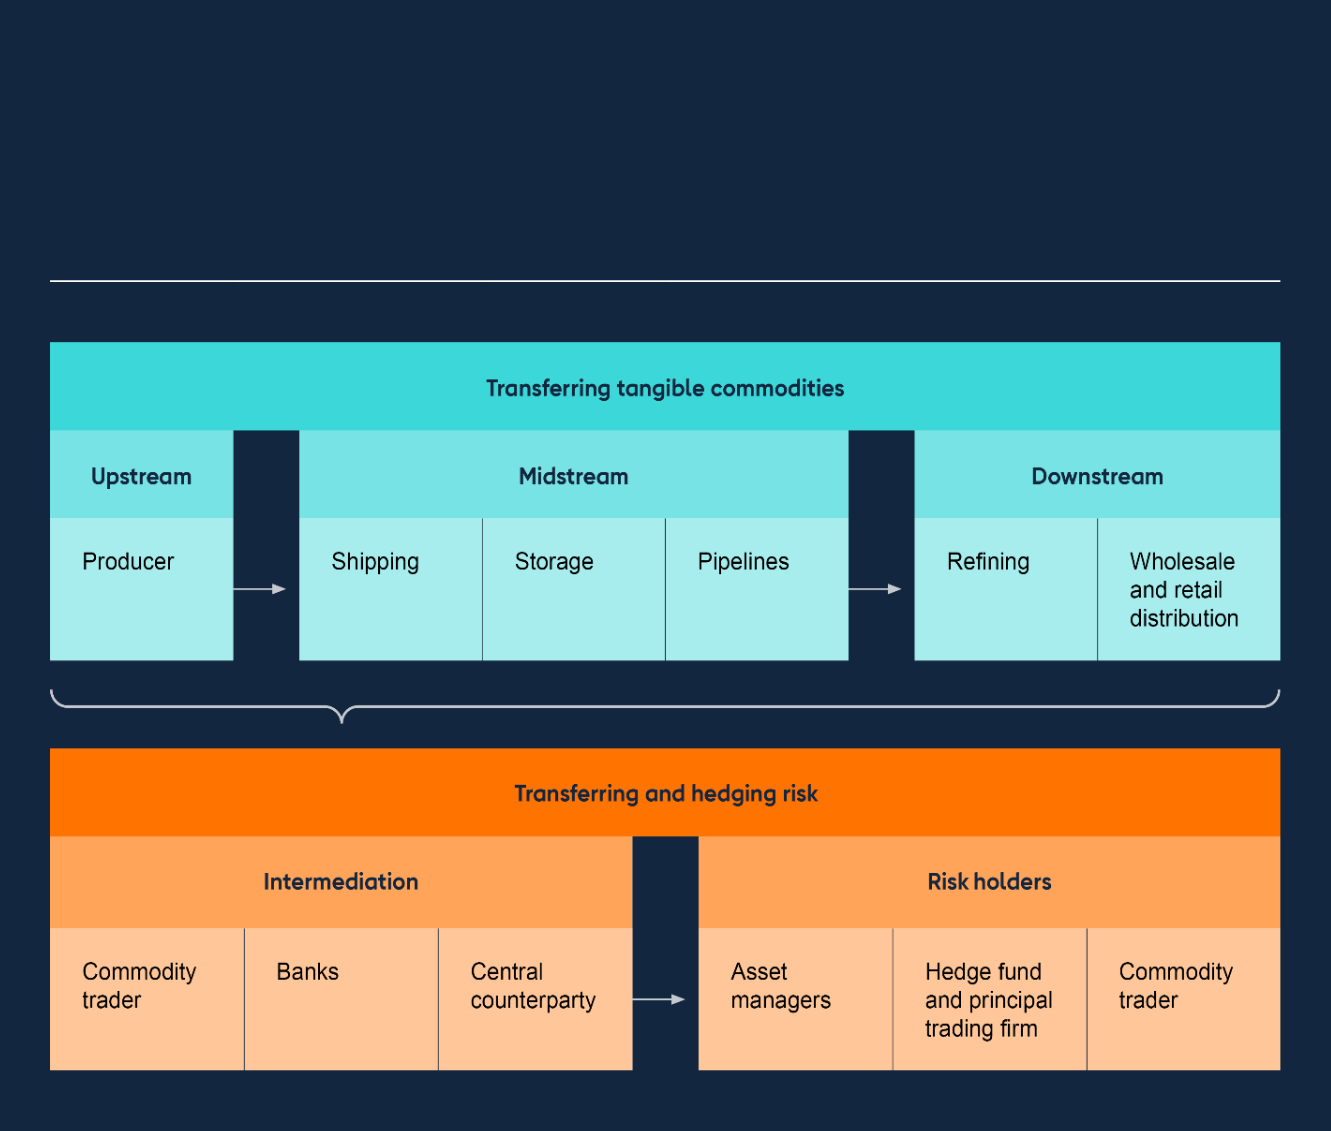 Transferring tangible commodities
Upstream
Midstream
Downstream
Producer
Shipping
Storage
Pipelines
Refining
Wholesale
and retail
distribution
Transferring and hedging risk
Intermediation
Risk holders
Commodity
trader
Banks
Central
counterparty
Asset
managers
Hedge fund
and principal
trading firm
Commodity
trader